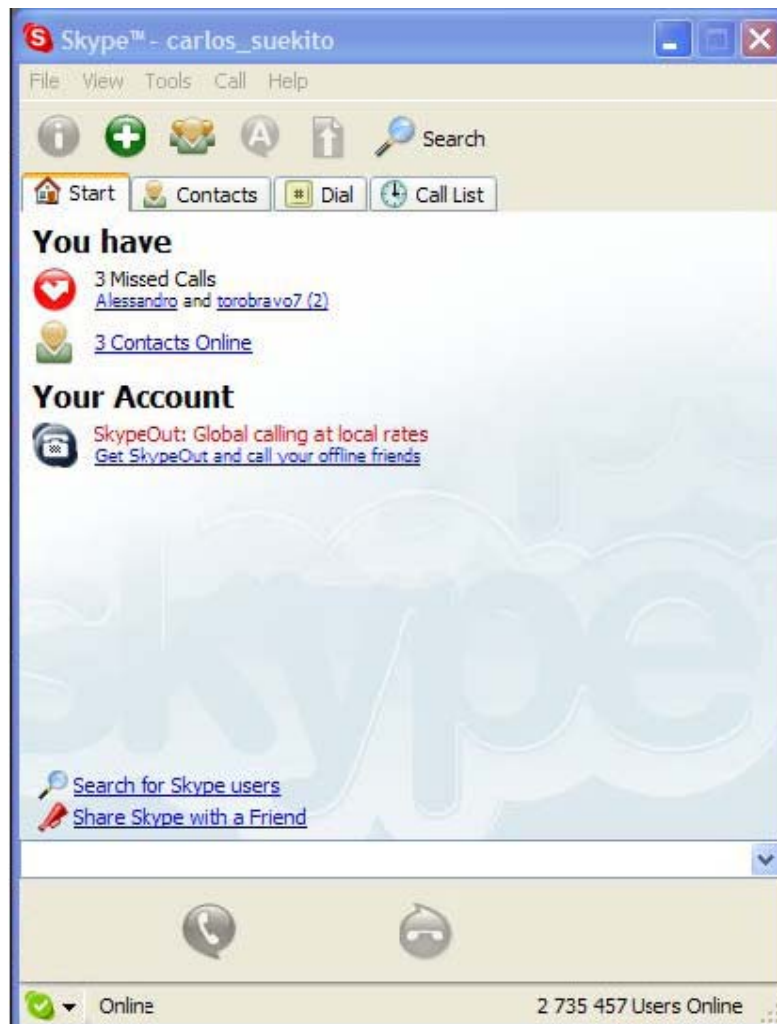 Skype™ - carlos_suekito
File View Tools Call Help
Search
Start Contacts # Dial Call List
You have
3 Missed Calls
Alessandro and torobravo7 (2)
3 Contacts Online
Your Account
SkypeOut: Global calling at local rates
Get SkypeOut and call your offline friends
skype
Search for Skype users
Share Skype with a Friend
Online 2 735 457 Users Online